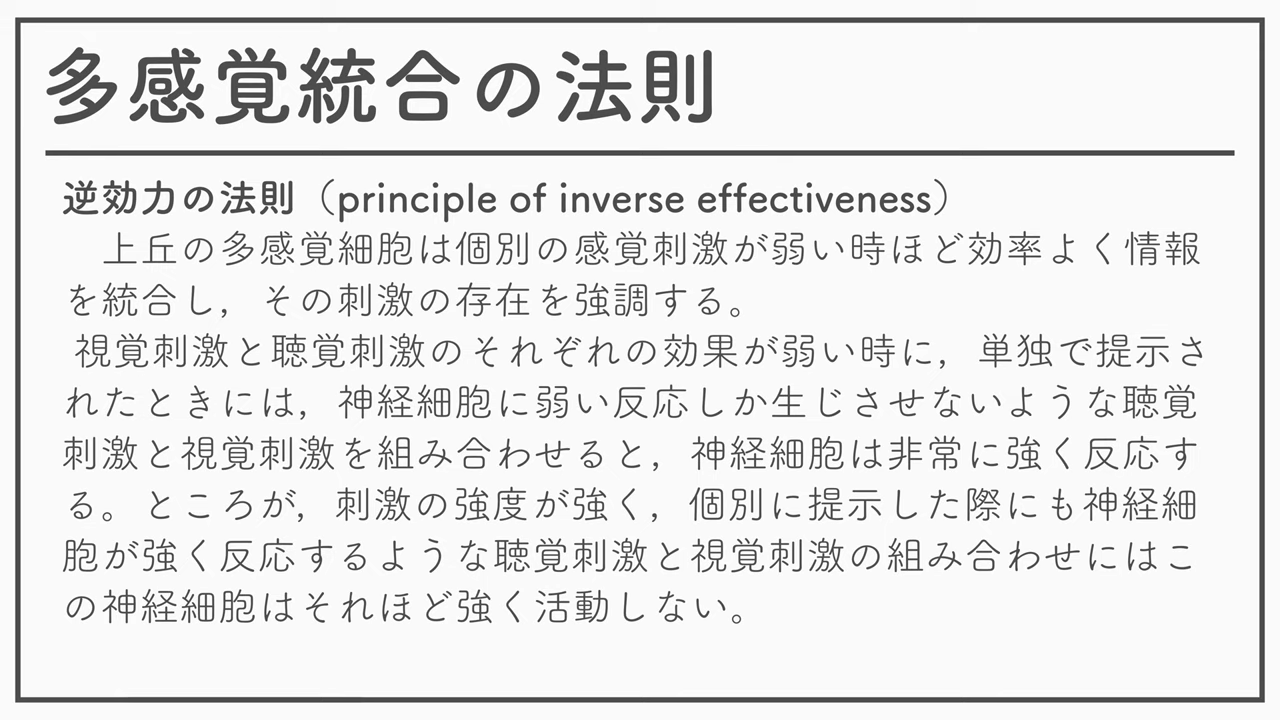 多感覚統合の法則
逆効力の法則（principle of inverse effectiveness）
　上丘の多感覚細胞は個別の感覚刺激が弱い時ほど効率よく情報
を統合し，その刺激の存在を強調する。
視覚刺激と聴覚刺激のそれぞれの効果が弱い時に，単独で提示さ
れたときには，神経細胞に弱い反応しか生じさせないような聴覚
刺激と視覚刺激を組み合わせると，神経細胞は非常に強く反応す
る。ところが，刺激の強度が強く，個別に提示した際にも神経細
胞が強く反応するような聴覚刺激と視覚刺激の組み合わせにはこ
の神経細胞はそれほど強く活動しない。